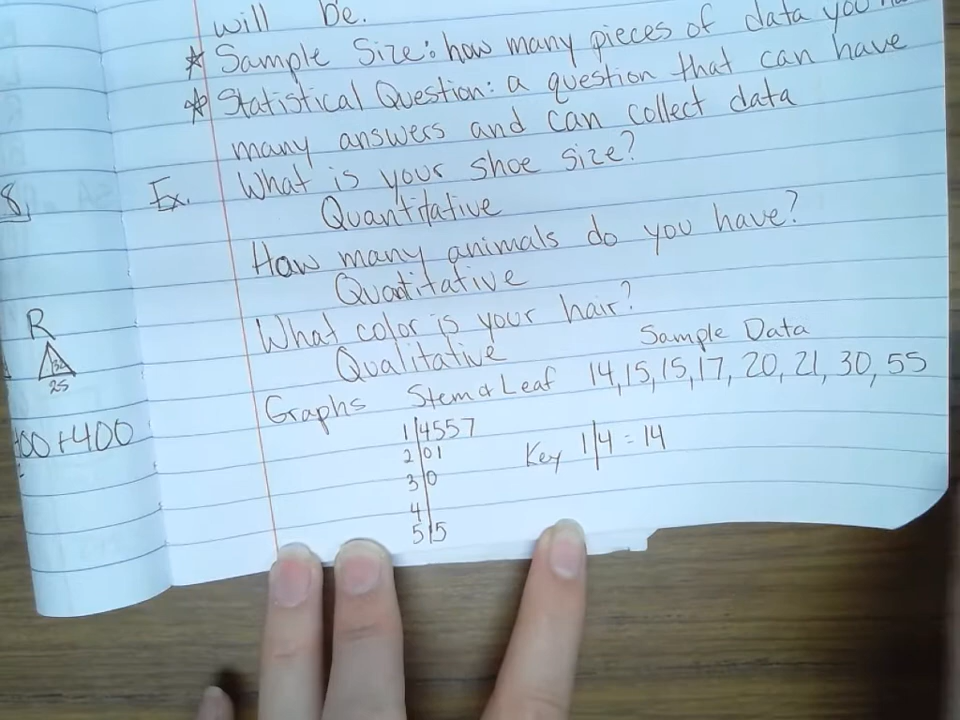 will be.
* Sample Size: how many pieces of data you
* Statistical Question: a question that can have
many answers and can collect data
Ex. What is your shoe size?
Quantitative
How many animals do you have?
Quatitative
What color is your hair?
Qualitative
Sample Data
Graphs Stem & Leaf 14, 15, 15, 17, 20, 21, 30, 55
1|4557
2|01
Key 1|4 = 14
3|0
4|
5|5
8
R
25
00+400